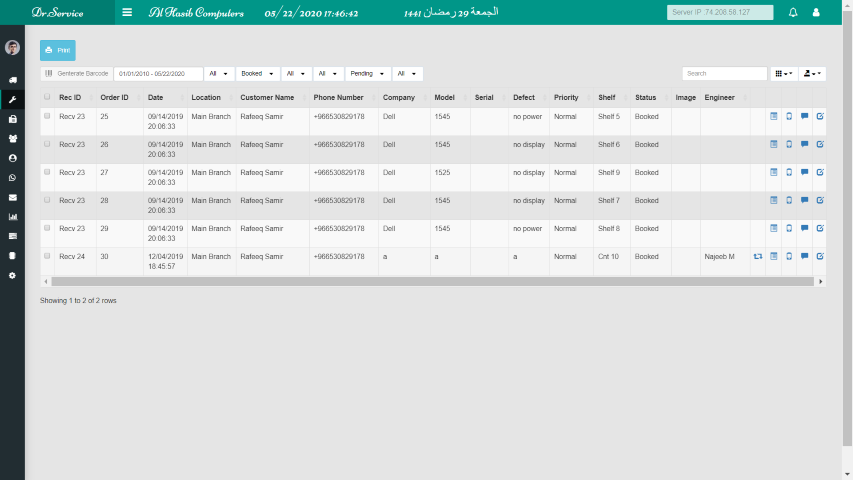 Dr.Service Al Hasib Computers 05/22/2020 17:46:42 الجمعة 29 رمضان 1441 Server IP :74.208.56.127
Print
Genterate Barcode 01/01/2010 - 05/22/2020 All Booked All All Pending All Search
Rec ID Order ID Date Location Customer Name Phone Number Company Model Serial Defect Priority Shelf Status Image Engineer
Recv 23 25 09/14/2019 20:06:33 Main Branch Rafeeq Samir +966530829178 Dell 1545 no power Normal Shelf 5 Booked
Recv 23 26 09/14/2019 20:06:33 Main Branch Rafeeq Samir +966530829178 Dell 1545 no display Normal Shelf 6 Booked
Recv 23 27 09/14/2019 20:06:33 Main Branch Rafeeq Samir +966530829178 Dell 1525 no display Normal Shelf 9 Booked
Recv 23 28 09/14/2019 20:06:33 Main Branch Rafeeq Samir +966530829178 Dell 1545 no display Normal Shelf 7 Booked
Recv 23 29 09/14/2019 20:06:33 Main Branch Rafeeq Samir +966530829178 Dell 1545 no power Normal Shelf 8 Booked
Recv 24 30 12/04/2019 18:45:57 Main Branch Rafeeq Samir +966530829178 a a a Normal Cnt 10 Booked Najeeb M
Showing 1 to 2 of 2 rows